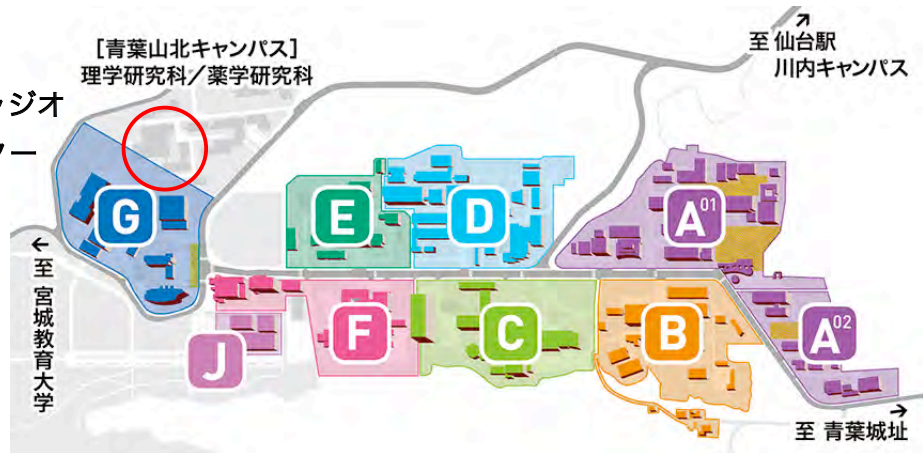 [青葉山北キャンパス]
理学研究科／薬学研究科
至 仙台駅
川内キャンパス
ジオ
ー
G
E
D
A01
J
F
C
B
A02
至 宮城教育大学
至 青葉城址